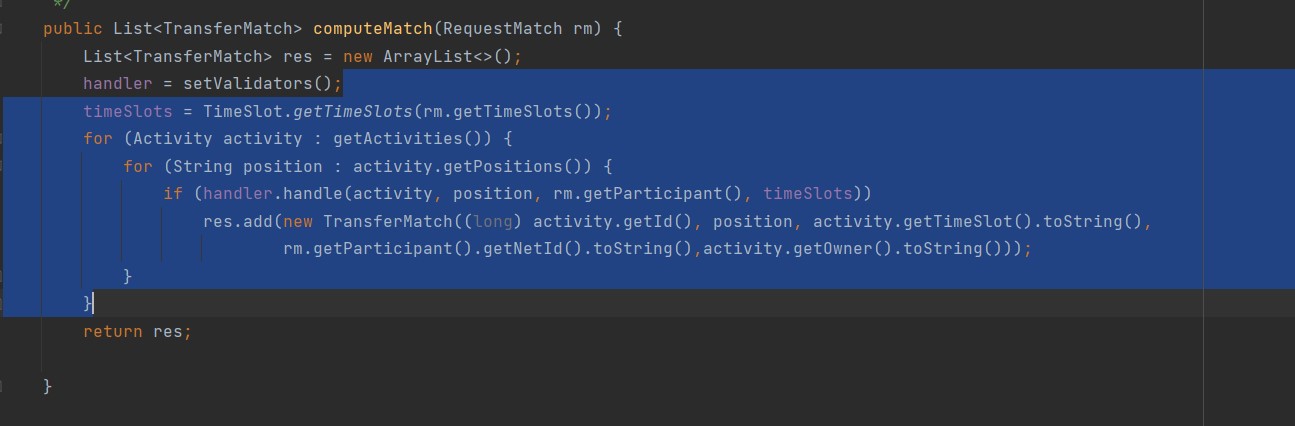 */
public List<TransferMatch> computeMatch(RequestMatch rm) {
List<TransferMatch> res = new ArrayList<>();
handler = setValidators();
timeSlots = TimeSlot.getTimeSlots(rm.getTimeSlots());
for (Activity activity : getActivities()) {
for (String position : activity.getPositions()) {
if (handler.handle(activity, position, rm.getParticipant(), timeSlots))
res.add(new TransferMatch((long) activity.getId(), position, activity.getTimeSlot().toString(),
rm.getParticipant().getNetId().toString(),activity.getOwner().toString()));
}
}
return res;
}